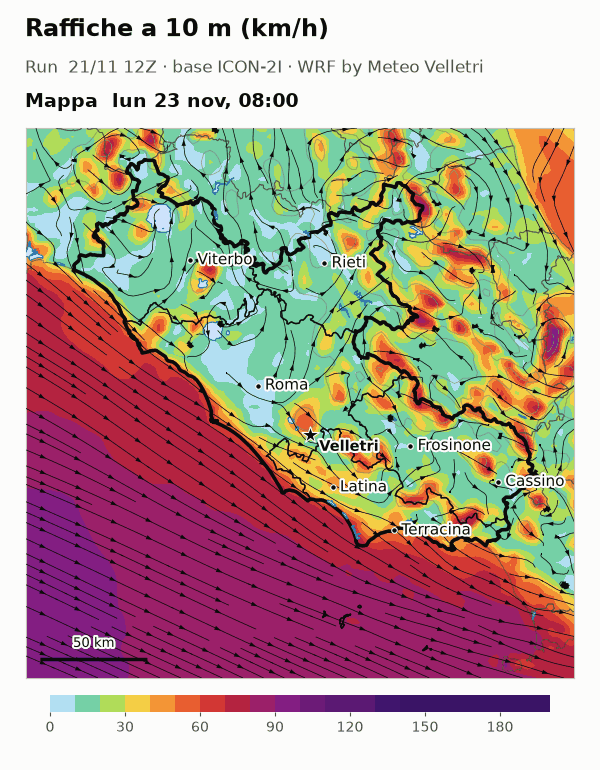 Raffiche a 10 m (km/h)
Run  21/11 12Z · base ICON-2I · WRF by Meteo Velletri
Mappa  lun 23 nov, 08:00
Viterbo
Rieti
Roma
Velletri
Frosinone
Cassino
Latina
Terracina
50 km
0 30 60 90 120 150 180